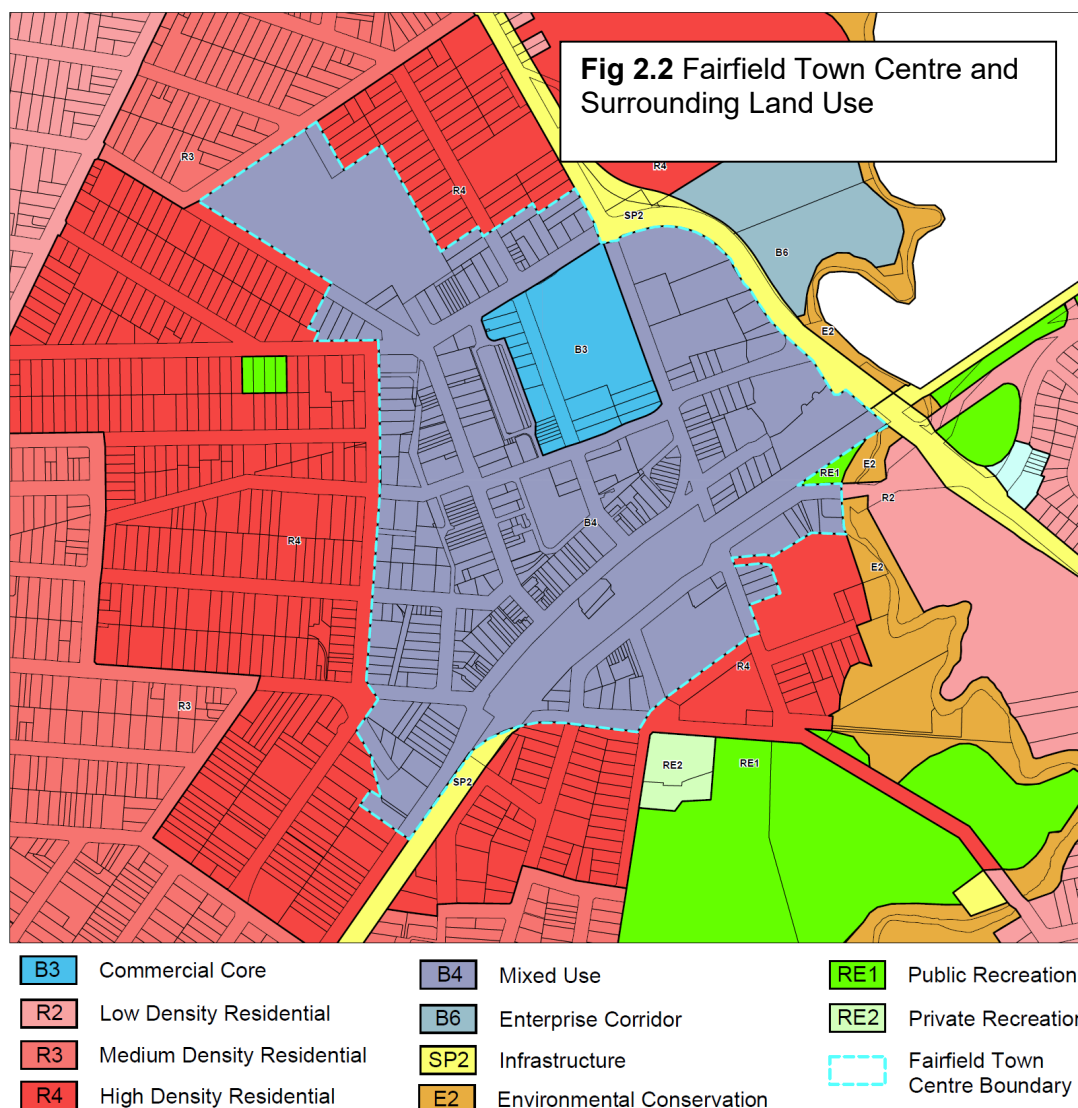 Fig 2.2 Fairfield Town Centre and
Surrounding Land Use
R3
R4
R4
SP2
B6
E2
B3
RE1
E2
R2
B4
R4
E2
R4
R3
SP2
RE2
RE1
B3 Commercial Core
R2 Low Density Residential
R3 Medium Density Residential
R4 High Density Residential
B4 Mixed Use
B6 Enterprise Corridor
SP2 Infrastructure
E2 Environmental Conservation
RE1 Public Recreation
RE2 Private Recreation
Fairfield Town
Centre Boundary